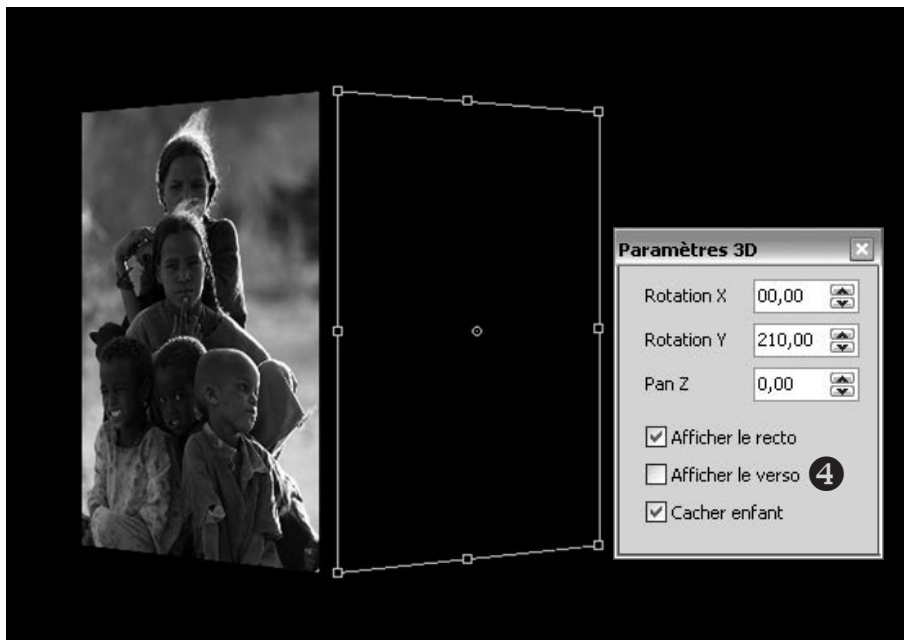 Paramètres 3D
Rotation X 00,00
Rotation Y 210,00
Pan Z 0,00
Afficher le recto
Afficher le verso ❹
Cacher enfant